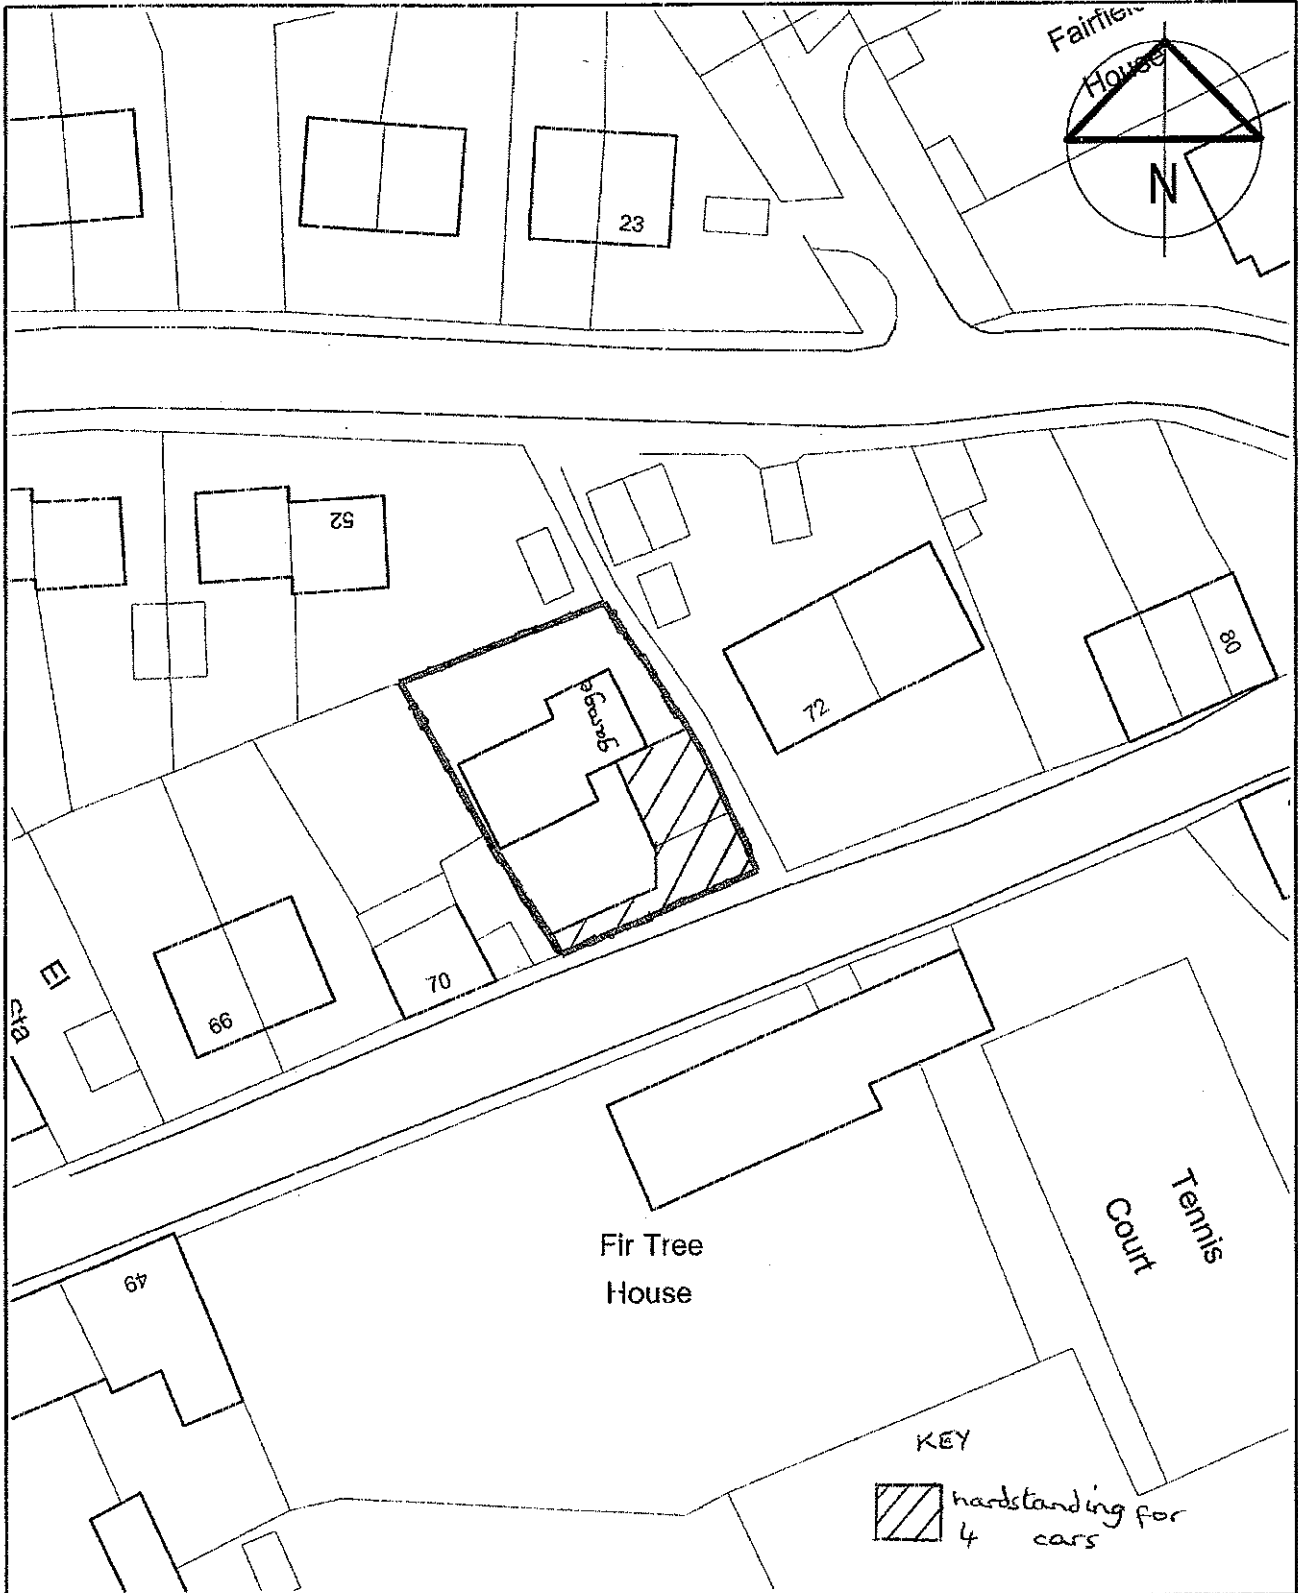 Fairfield
House
N
23
52
garage
72
80
El
cta
66
70
Fir Tree
House
Tennis
Court
49
KEY
hardstanding for
4 cars